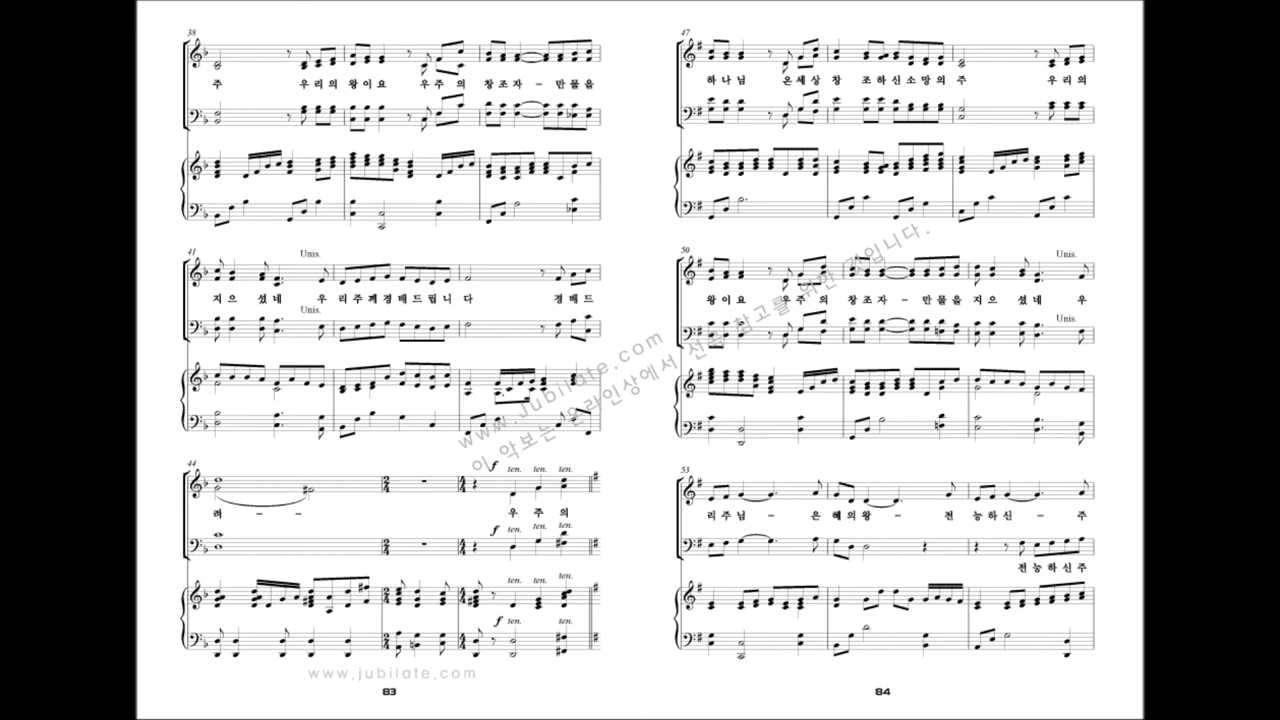 38
주 우리의 왕이요 우주 의 창조자 - 만물을
41
Unis.
지으 셨네 우 리주께경배드립니 다 경배드
Unis.
44
f ten. ten. ten.
려 - - 우 주 의
f ten. ten. ten.
ten. ten. ten.
f ten. ten. ten.
www.jubilate.com
83
47
하나님 온세상 창 조하신소망의 주 우리의
50
Unis.
왕이요 우주 의 창조자 - 만물을 지으 셨네 우
Unis.
53
리주님 - 은 혜의왕 - 전 능하신 - 주
전능하신주
84
www.Jubilate.com
이 악보는 온라인상에서 선곡 참고를 위한 것입니다.